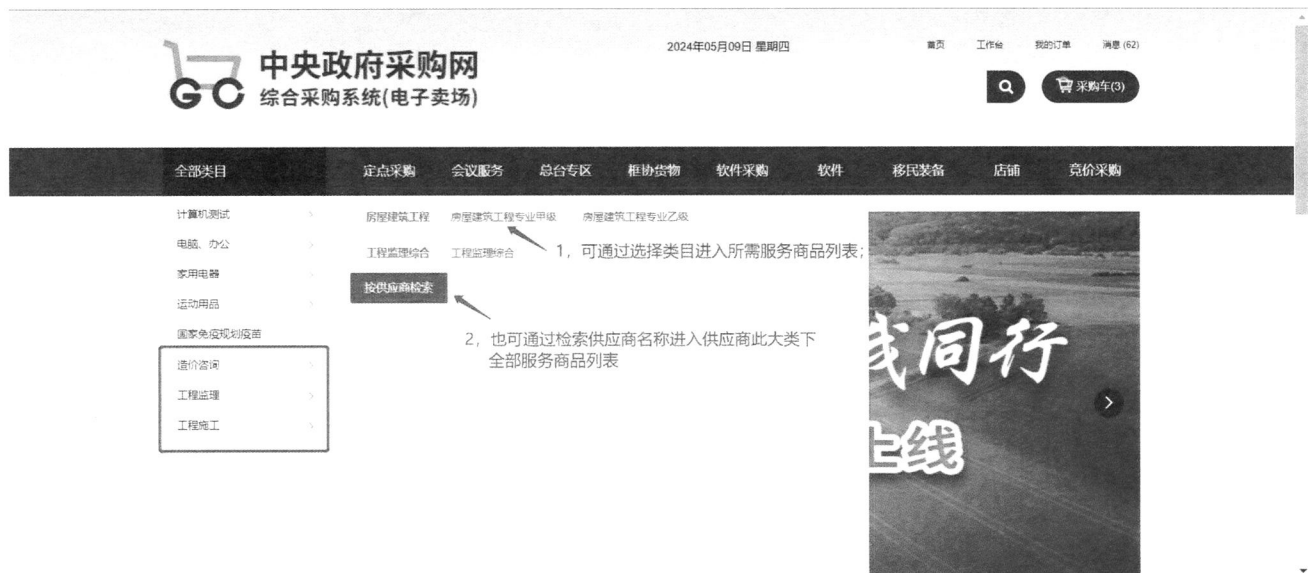 2024年05月09日 星期四
首页 工作台 我的订单 消息 (62)
GC
中央政府采购网
综合采购系统(电子卖场)
采购车(3)
全部类目 定点采购 会议服务 总台专区 框协货物 软件采购 软件 移民装备 店铺 竞价采购
计算机测试
电脑、办公
家用电器
运动用品
国家免疫规划疫苗
造价咨询
工程监理
工程施工
房屋建筑工程 房屋建筑工程专业甲级 房屋建筑工程专业乙级
工程监理综合 工程监理综合
1，可通过选择类目进入所需服务商品列表；
按供应商检索
2，也可通过检索供应商名称进入供应商此大类下
全部服务商品列表
同行
上线